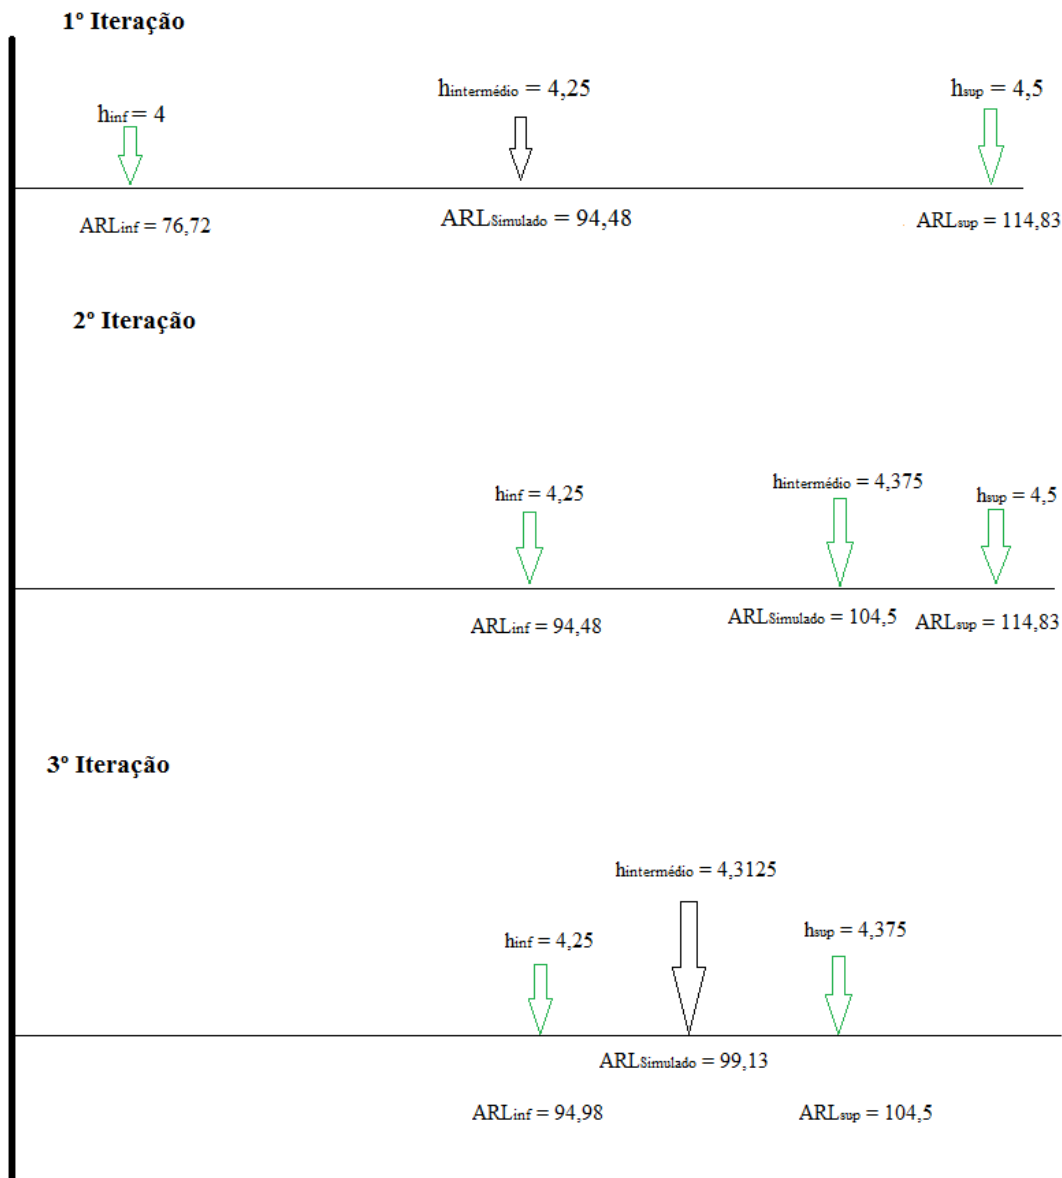 1º Iteração
hintermédio = 4,25
hsup = 4,5
hinf = 4
ARLinf = 76,72
ARLSimulado = 94,48
ARLsup = 114,83
2º Iteração
hinf = 4,25
hintermédio = 4,375
hsup = 4,5
ARLinf = 94,48
ARLSimulado = 104,5
ARLsup = 114,83
3º Iteração
hintermédio = 4,3125
hinf = 4,25
hsup = 4,375
ARLSimulado = 99,13
ARLinf = 94,98
ARLsup = 104,5